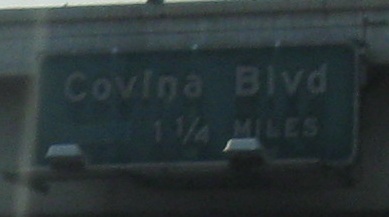 Covina Blvd
1 1/4 MILES